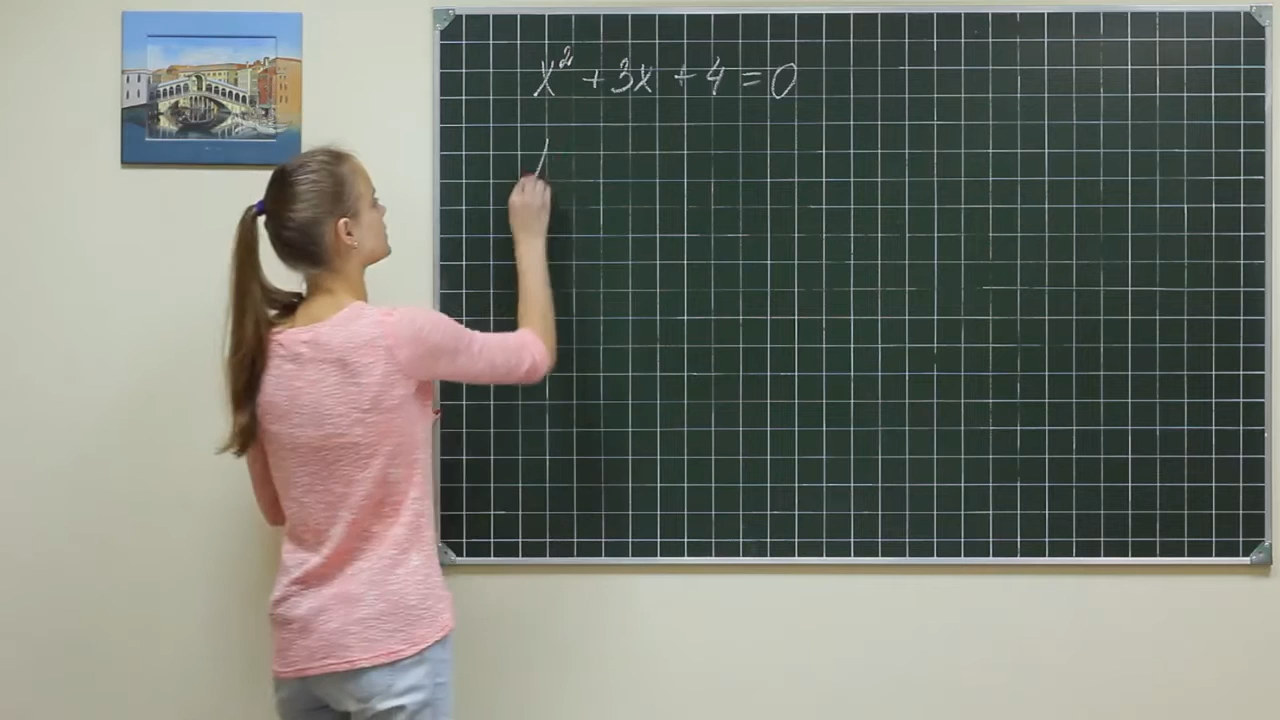 x² + 3x + 4 = 0